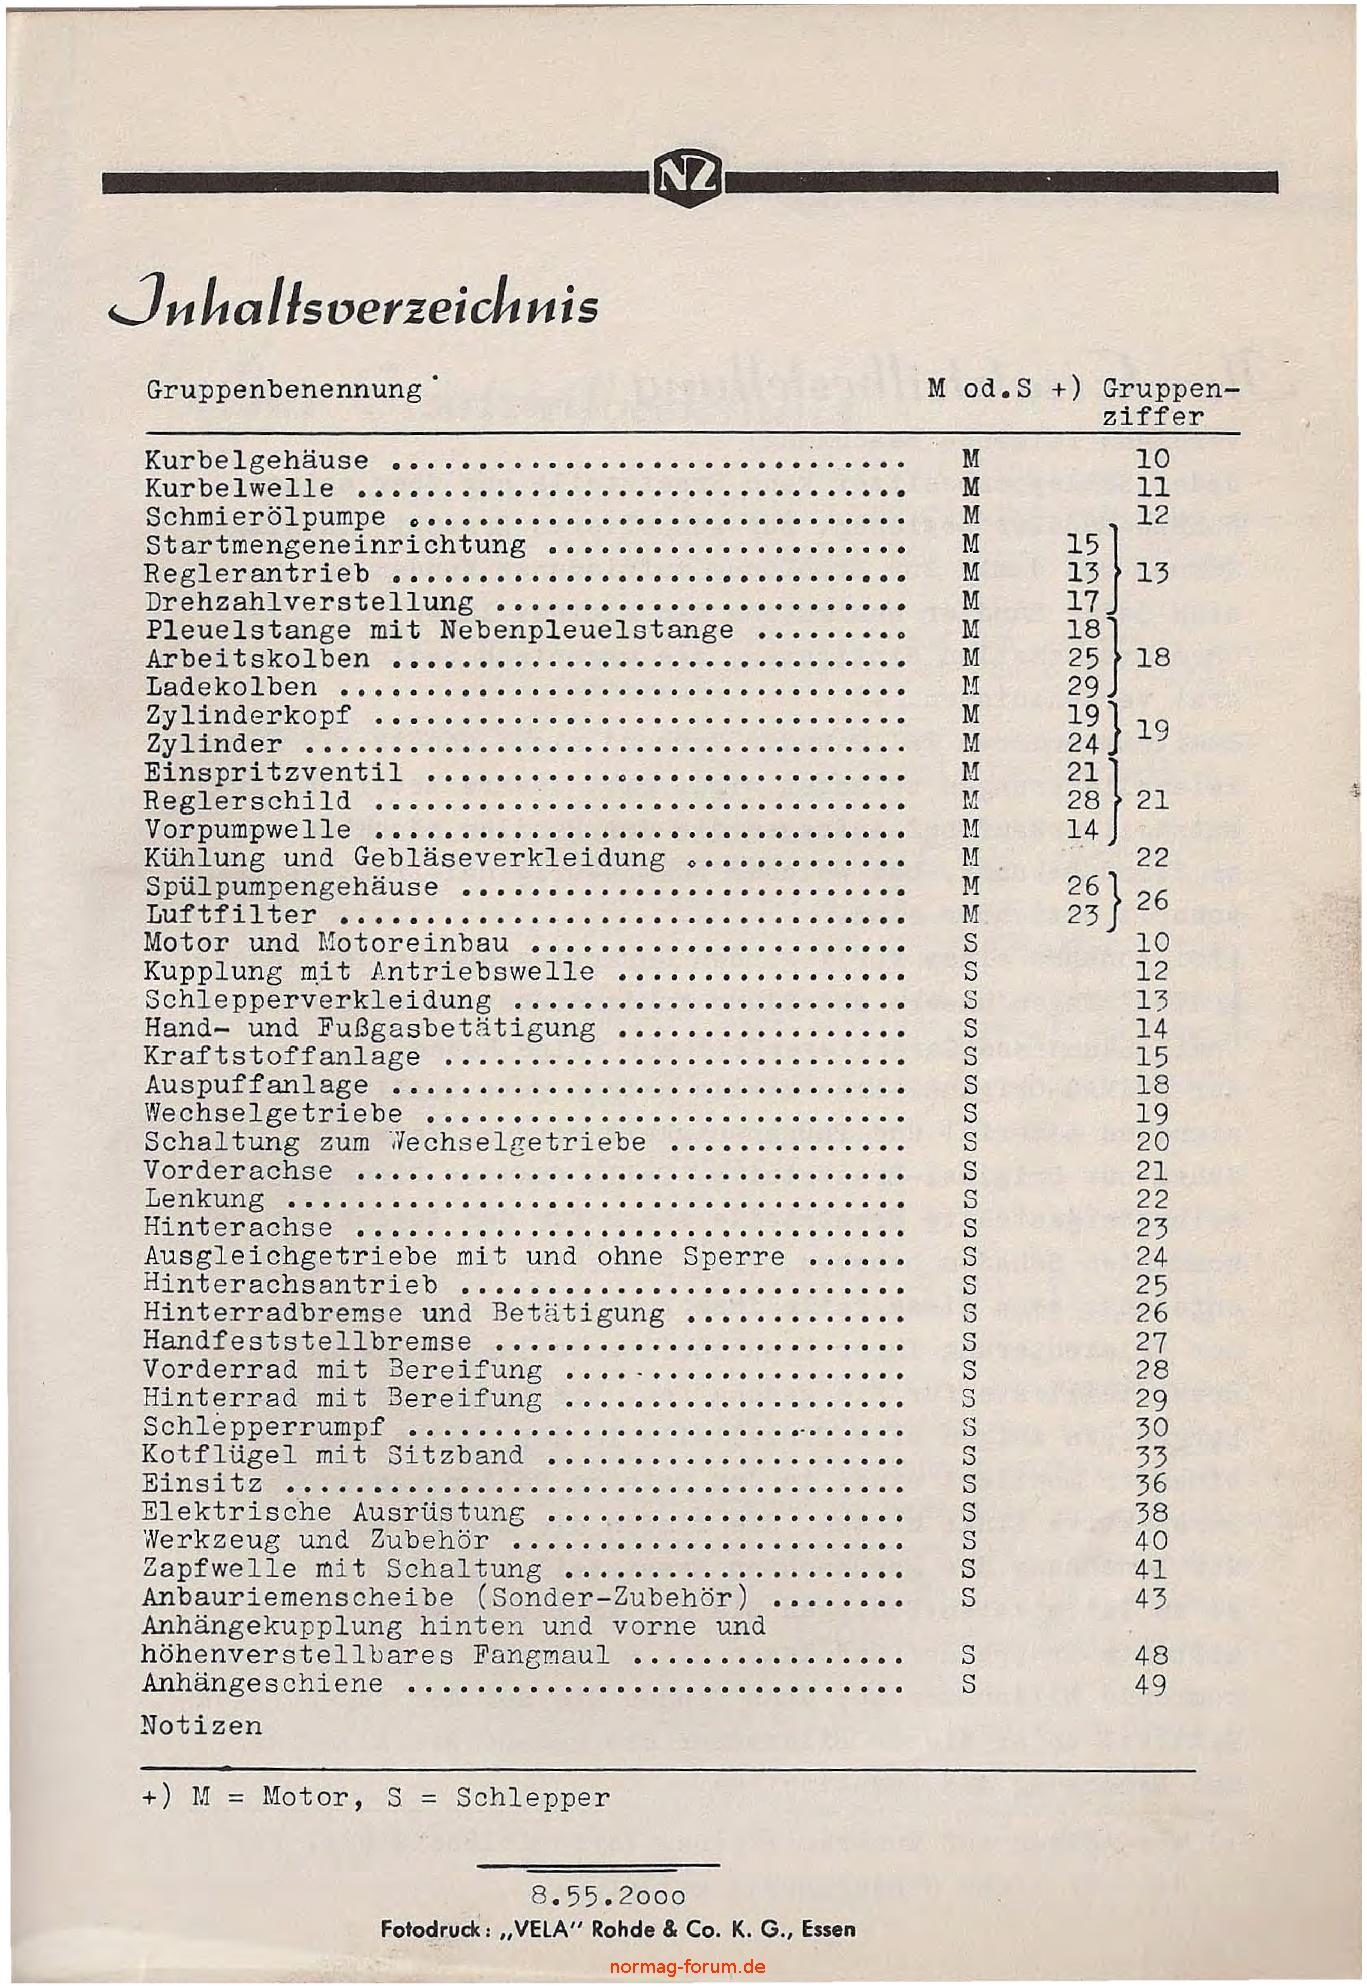 NZ
Inhaltsverzeichnis
Gruppenbenennung M od.S +) Gruppen-
ziffer
Kurbelgehäuse .............................. M 10
Kurbelwelle ................................ M 11
Schmierölpumpe ............................. M 12
Startmengeneinrichtung ..................... M 15
Reglerantrieb .............................. M 13 } 13
Drehzahlverstellung ........................ M 17
Pleuelstange mit Nebenpleuelstange ......... M 18
Arbeitskolben .............................. M 25 } 18
Ladekolben ................................. M 29
Zylinderkopf ............................... M 19 } 19
Zylinder ................................... M 24
Einspritzventil ............................ M 21
Reglerschild ............................... M 28 } 21
Vorpumpwelle ............................... M 14
Kühlung und Gebläseverkleidung ............. M 22
Spülpumpengehäuse .......................... M 26 } 26
Luftfilter ................................. M 23
Motor und Motoreinbau ...................... S 10
Kupplung mit Antriebswelle ................. S 12
Schlepperverkleidung ....................... S 13
Hand- und Fußgasbetätigung ................. S 14
Kraftstoffanlage ........................... S 15
Auspuffanlage .............................. S 18
Wechselgetriebe ............................ S 19
Schaltung zum Wechselgetriebe .............. S 20
Vorderachse ................................ S 21
Lenkung .................................... S 22
Hinterachse ................................ S 23
Ausgleichgetriebe mit und ohne Sperre ...... S 24
Hinterachsantrieb .......................... S 25
Hinterradbremse und Betätigung ............. S 26
Handfeststellbremse ........................ S 27
Vorderrad mit Bereifung .................... S 28
Hinterrad mit Bereifung .................... S 29
Schlepperrumpf ............................. S 30
Kotflügel mit Sitzband ..................... S 33
Einsitz .................................... S 36
Elektrische Ausrüstung ..................... S 38
Werkzeug und Zubehör ....................... S 40
Zapfwelle mit Schaltung .................... S 41
Anbauriemenscheibe (Sonder-Zubehör) ........ S 43
Anhängekupplung hinten und vorne und
höhenverstellbares Fangmaul ................ S 48
Anhängeschiene ............................. S 49
Notizen
+) M = Motor, S = Schlepper
8.55.2000
Fotodruck: „VELA" Rohde & Co. K. G., Essen
normag-forum.de